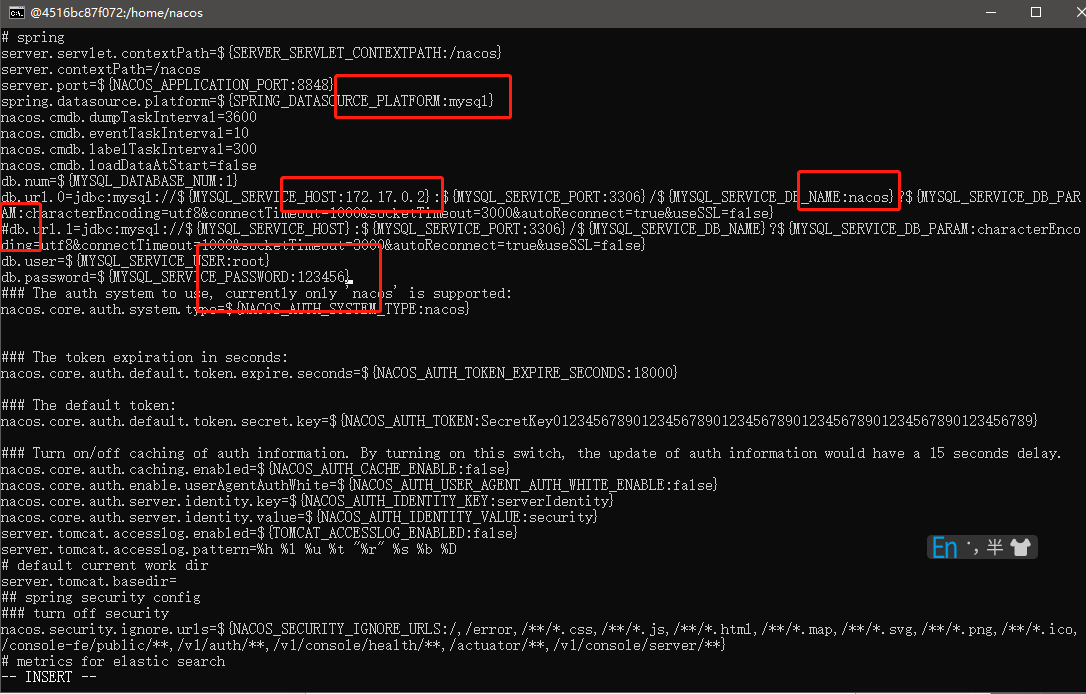 @4516bc87f072:/home/nacos
# spring
server.servlet.contextPath=${SERVER_SERVLET_CONTEXTPATH:/nacos}
server.contextPath=/nacos
server.port=${NACOS_APPLICATION_PORT:8848}
spring.datasource.platform=${SPRING_DATASOURCE_PLATFORM:mysql}
nacos.cmdb.dumpTaskInterval=3600
nacos.cmdb.eventTaskInterval=10
nacos.cmdb.labelTaskInterval=300
nacos.cmdb.loadDataAtStart=false
db.num=${MYSQL_DATABASE_NUM:1}
db.url.0=jdbc:mysql://${MYSQL_SERVICE_HOST:172.17.0.2}:${MYSQL_SERVICE_PORT:3306}/${MYSQL_SERVICE_DB_NAME:nacos}?${MYSQL_SERVICE_DB_PAR
AM:characterEncoding=utf8&connectTimeout=1000&socketTimeout=3000&autoReconnect=true&useSSL=false}
#db.url.1=jdbc:mysql://${MYSQL_SERVICE_HOST}:${MYSQL_SERVICE_PORT:3306}/${MYSQL_SERVICE_DB_NAME}?${MYSQL_SERVICE_DB_PARAM:characterEnco
ding=utf8&connectTimeout=1000&socketTimeout=3000&autoReconnect=true&useSSL=false}
db.user=${MYSQL_SERVICE_USER:root}
db.password=${MYSQL_SERVICE_PASSWORD:123456}
### The auth system to use, currently only 'nacos' is supported:
nacos.core.auth.system.type=${NACOS_AUTH_SYSTEM_TYPE:nacos}
### The token expiration in seconds:
nacos.core.auth.default.token.expire.seconds=${NACOS_AUTH_TOKEN_EXPIRE_SECONDS:18000}
### The default token:
nacos.core.auth.default.token.secret.key=${NACOS_AUTH_TOKEN:SecretKey012345678901234567890123456789012345678901234567890123456789}
### Turn on/off caching of auth information. By turning on this switch, the update of auth information would have a 15 seconds delay.
nacos.core.auth.caching.enabled=${NACOS_AUTH_CACHE_ENABLE:false}
nacos.core.auth.enable.userAgentAuthWhite=${NACOS_AUTH_USER_AGENT_AUTH_WHITE_ENABLE:false}
nacos.core.auth.server.identity.key=${NACOS_AUTH_IDENTITY_KEY:serverIdentity}
nacos.core.auth.server.identity.value=${NACOS_AUTH_IDENTITY_VALUE:security}
server.tomcat.accesslog.enabled=${TOMCAT_ACCESSLOG_ENABLED:false}
server.tomcat.accesslog.pattern=%h %l %u %t "%r" %s %b %D
En ·, 半
# default current work dir
server.tomcat.basedir=
## spring security config
### turn off security
nacos.security.ignore.urls=${NACOS_SECURITY_IGNORE_URLS:/,/error,/**/*.css,/**/*.js,/**/*.html,/**/*.map,/**/*.svg,/**/*.png,/**/*.ico,
/console-fe/public/**,/v1/auth/**,/v1/console/health/**,/actuator/**,/v1/console/server/**}
# metrics for elastic search
-- INSERT --